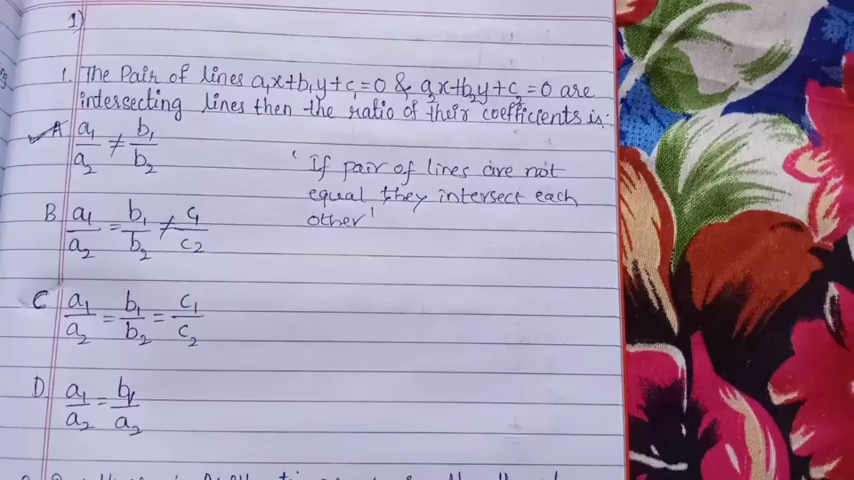 1)
1. The Pair of lines a₁x+b₁y+c₁=0 & a₂x+b₂y+c₂=0 are
intersecting lines then the ratio of their coefficients is:
✓ A a₁/a₂ ≠ b₁/b₂
'If pair of lines are not
equal they intersect each
other'
B a₁/a₂ = b₁/b₂ ≠ c₁/c₂
C a₁/a₂ = b₁/b₂ = c₁/c₂
D a₁/a₂ = b₁/a₂